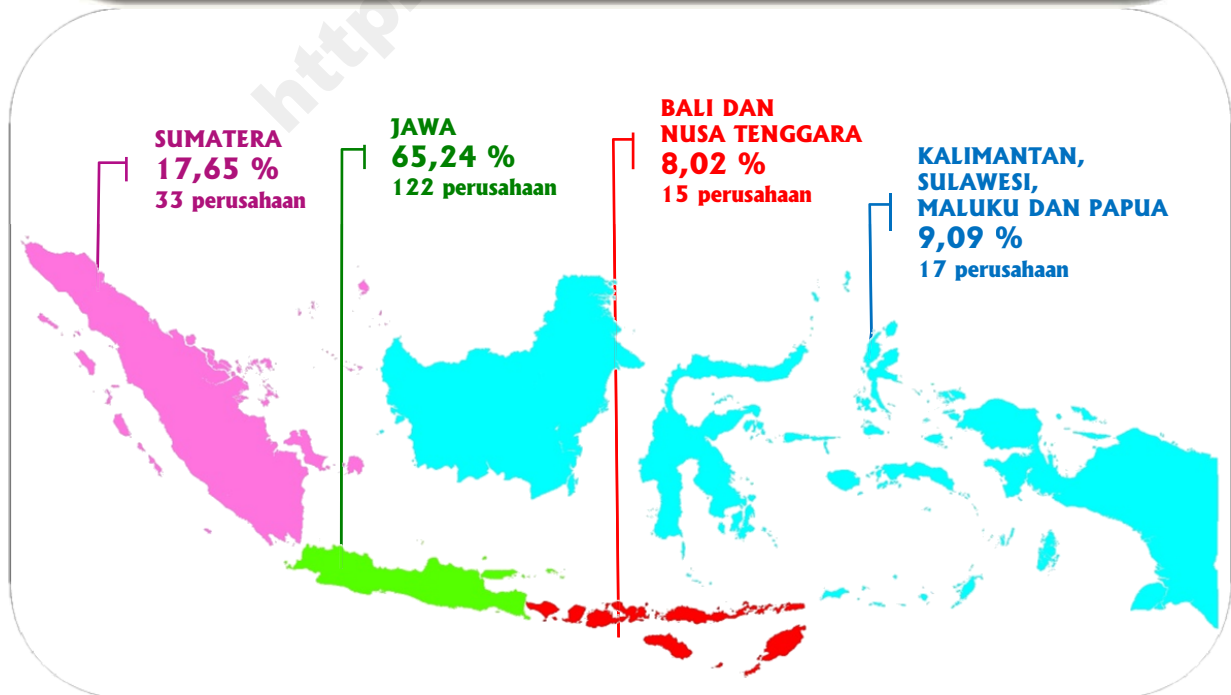 http
SUMATERA
17,65 %
33 perusahaan
JAWA
65,24 %
122 perusahaan
BALI DAN
NUSA TENGGARA
8,02 %
15 perusahaan
KALIMANTAN,
SULAWESI,
MALUKU DAN PAPUA
9,09 %
17 perusahaan